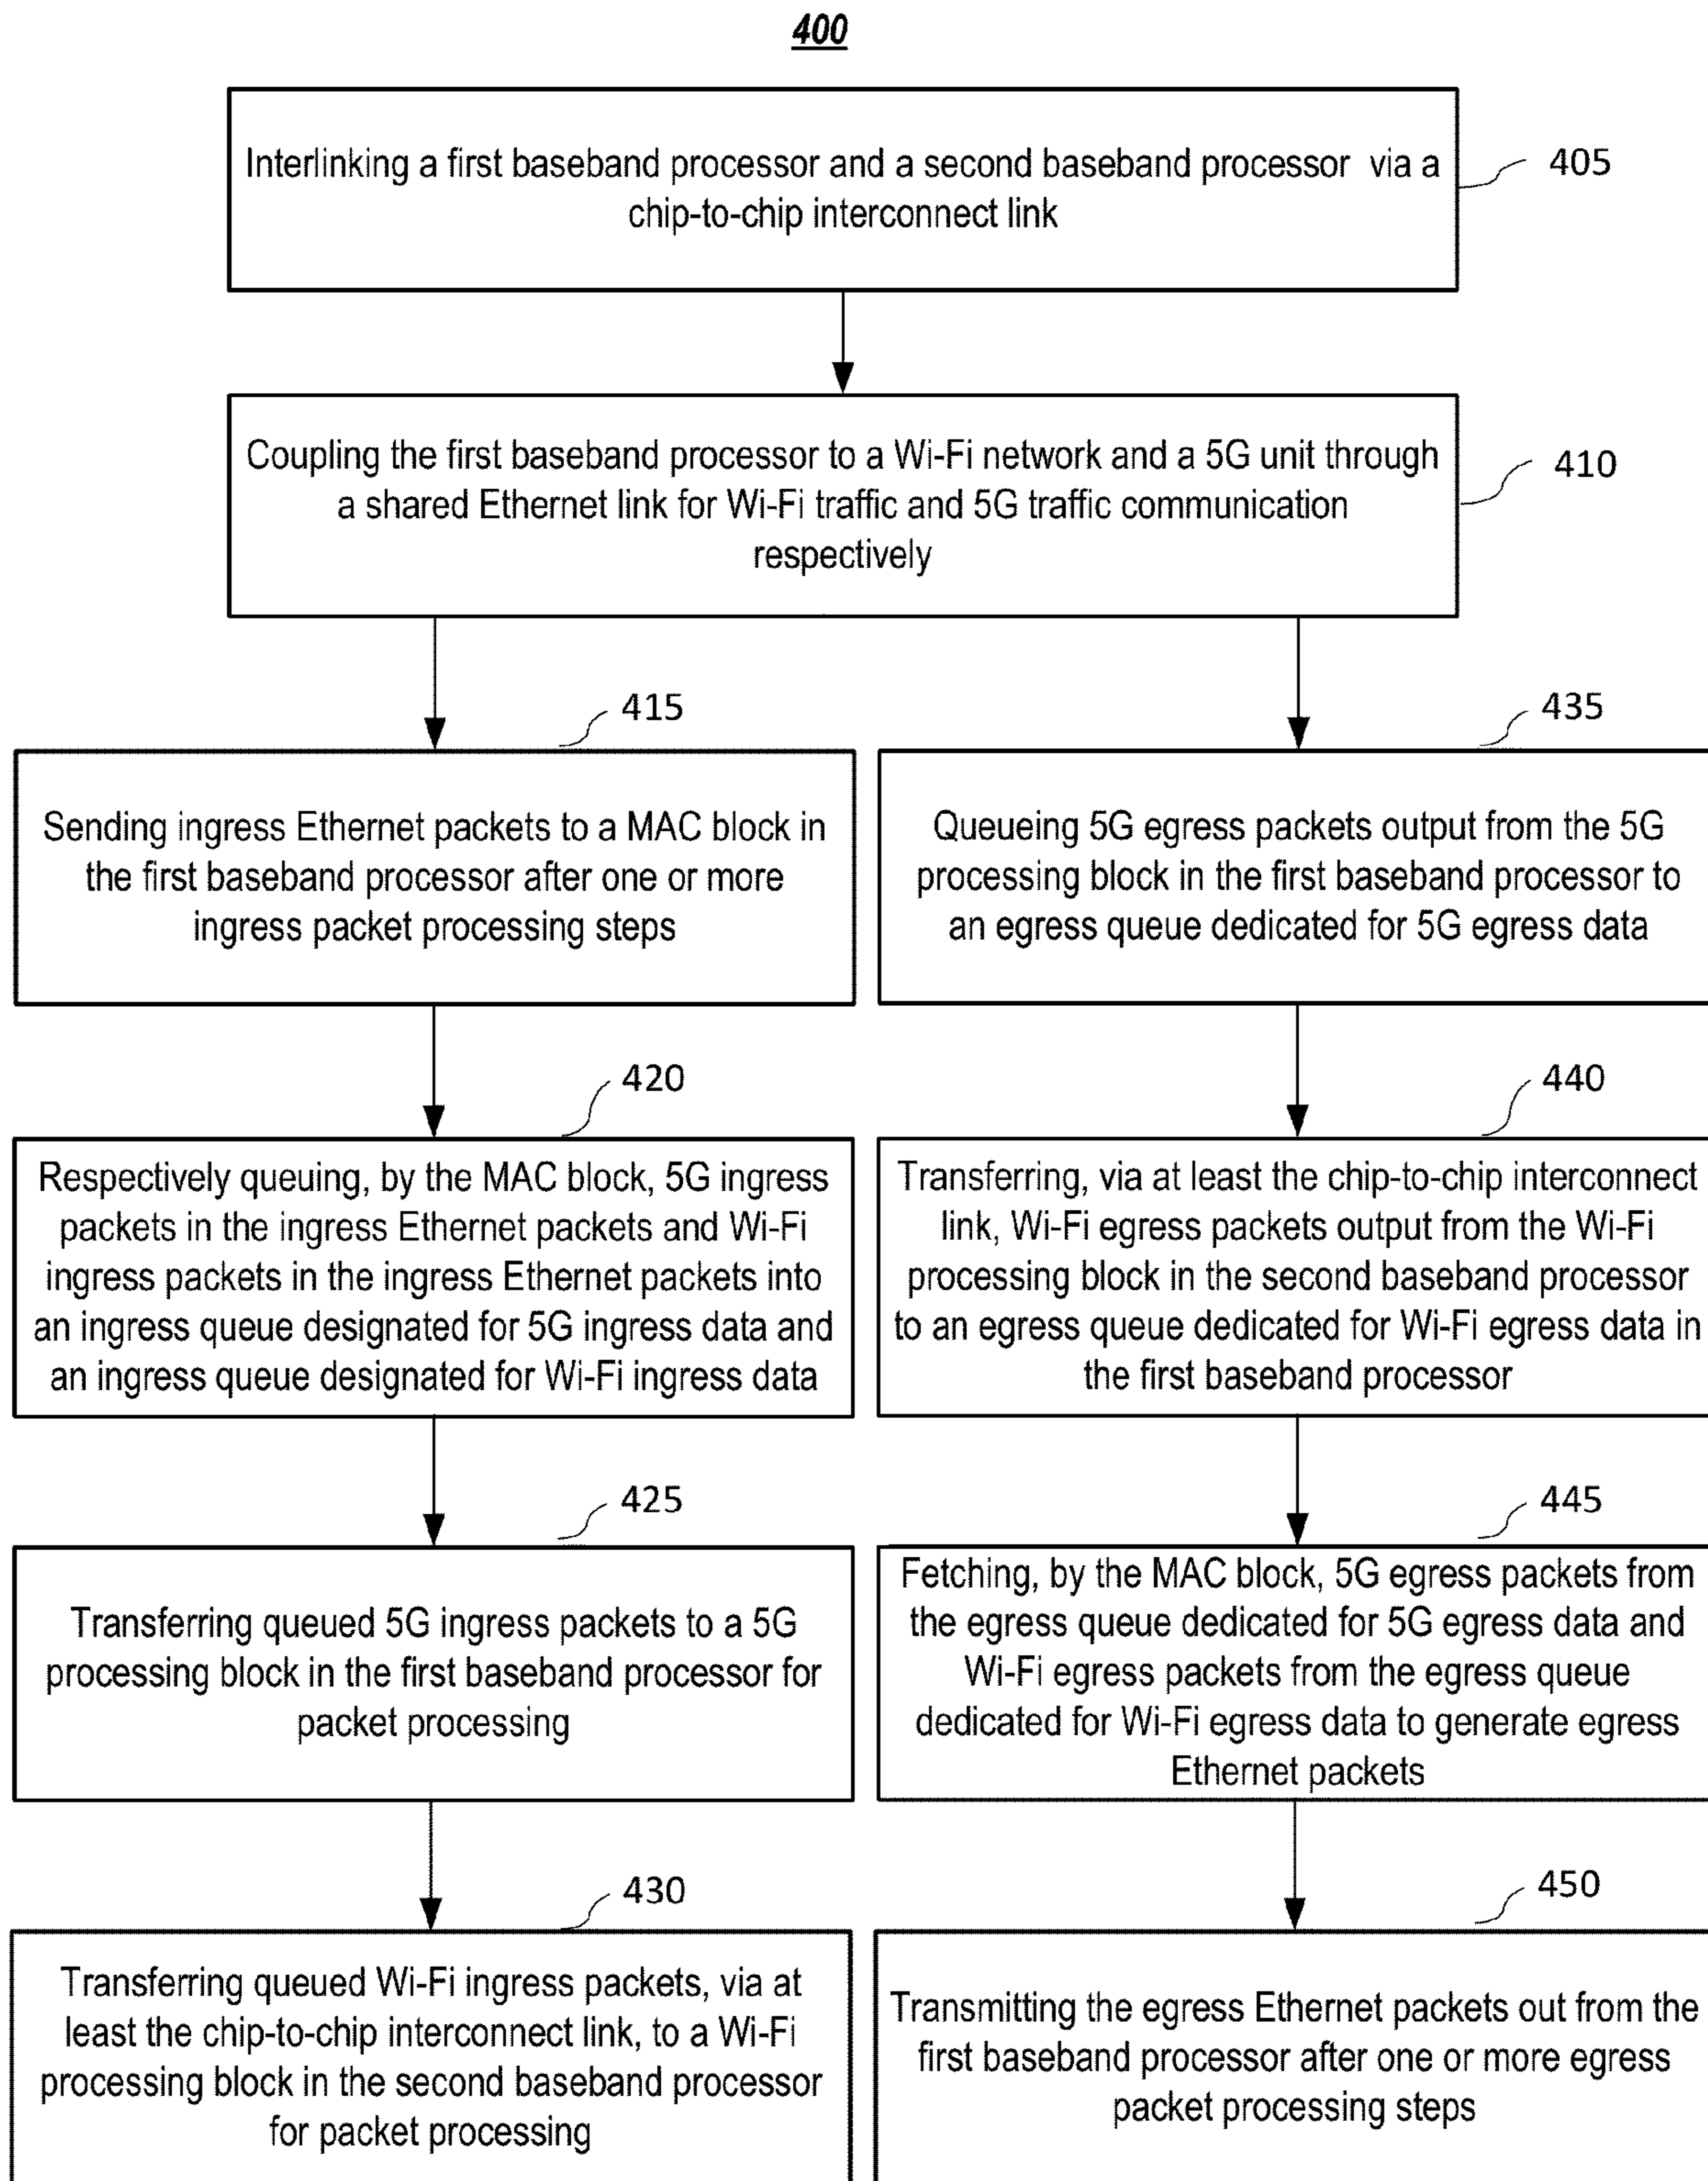 400
Interlinking a first baseband processor and a second baseband processor via a
chip-to-chip interconnect link
405
Coupling the first baseband processor to a Wi-Fi network and a 5G unit through
a shared Ethernet link for Wi-Fi traffic and 5G traffic communication
respectively
410
415
Sending ingress Ethernet packets to a MAC block in
the first baseband processor after one or more
ingress packet processing steps
420
Respectively queuing, by the MAC block, 5G ingress
packets in the ingress Ethernet packets and Wi-Fi
ingress packets in the ingress Ethernet packets into
an ingress queue designated for 5G ingress data and
an ingress queue designated for Wi-Fi ingress data
425
Transferring queued 5G ingress packets to a 5G
processing block in the first baseband processor for
packet processing
430
Transferring queued Wi-Fi ingress packets, via at
least the chip-to-chip interconnect link, to a Wi-Fi
processing block in the second baseband processor
for packet processing
435
Queueing 5G egress packets output from the 5G
processing block in the first baseband processor to
an egress queue dedicated for 5G egress data
440
Transferring, via at least the chip-to-chip interconnect
link, Wi-Fi egress packets output from the Wi-Fi
processing block in the second baseband processor
to an egress queue dedicated for Wi-Fi egress data in
the first baseband processor
445
Fetching, by the MAC block, 5G egress packets from
the egress queue dedicated for 5G egress data and
Wi-Fi egress packets from the egress queue
dedicated for Wi-Fi egress data to generate egress
Ethernet packets
450
Transmitting the egress Ethernet packets out from the
first baseband processor after one or more egress
packet processing steps